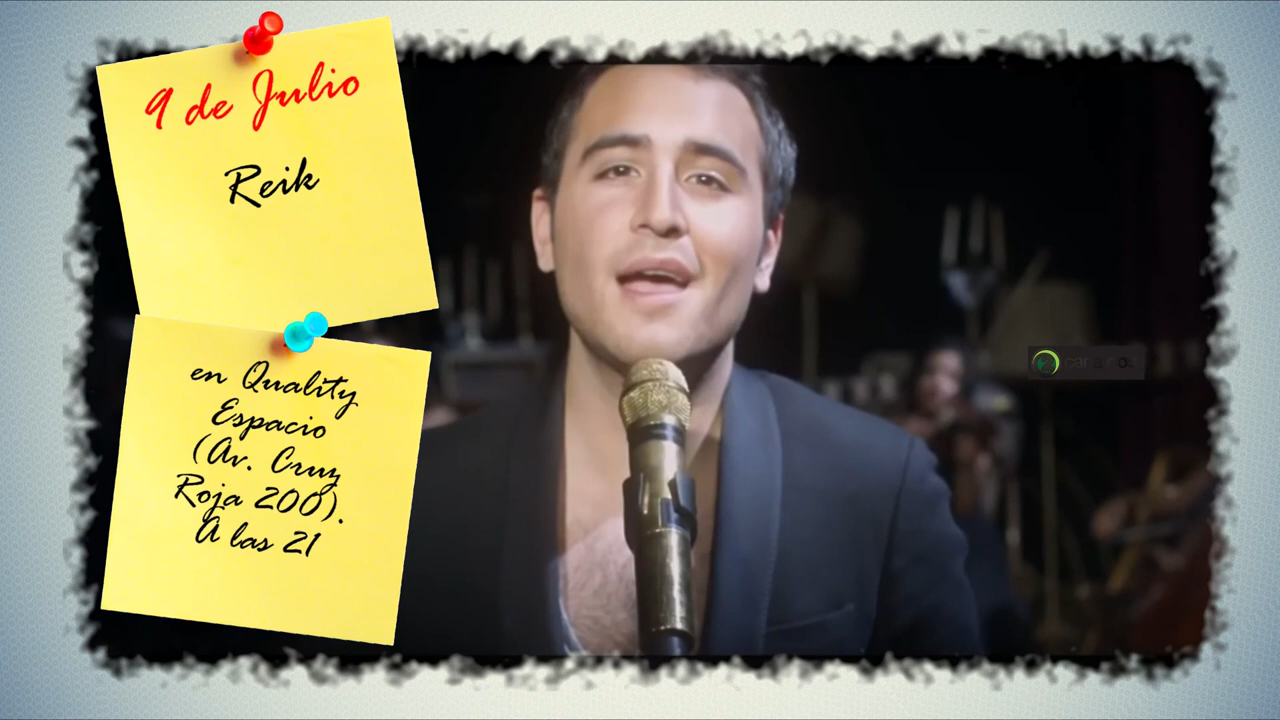 9 de Julio
Reik
en Quality
Espacio
(Av. Cruz
Roja 200).
A las 21